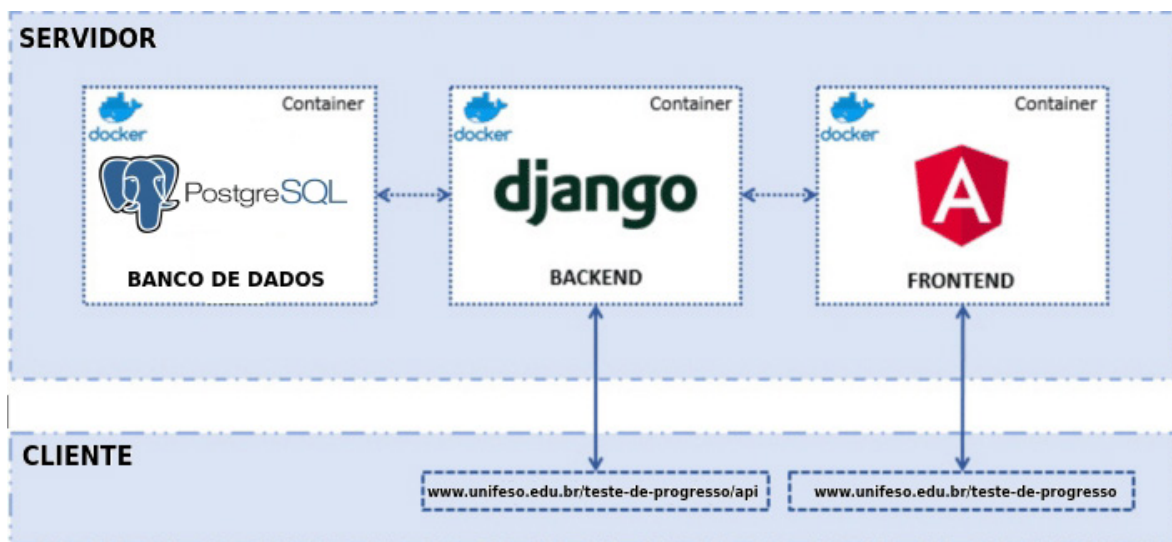 SERVIDOR
Container
docker
PostgreSQL
BANCO DE DADOS
Container
docker
django
BACKEND
Container
docker
A
FRONTEND
CLIENTE
www.unifeso.edu.br/teste-de-progresso/api
www.unifeso.edu.br/teste-de-progresso